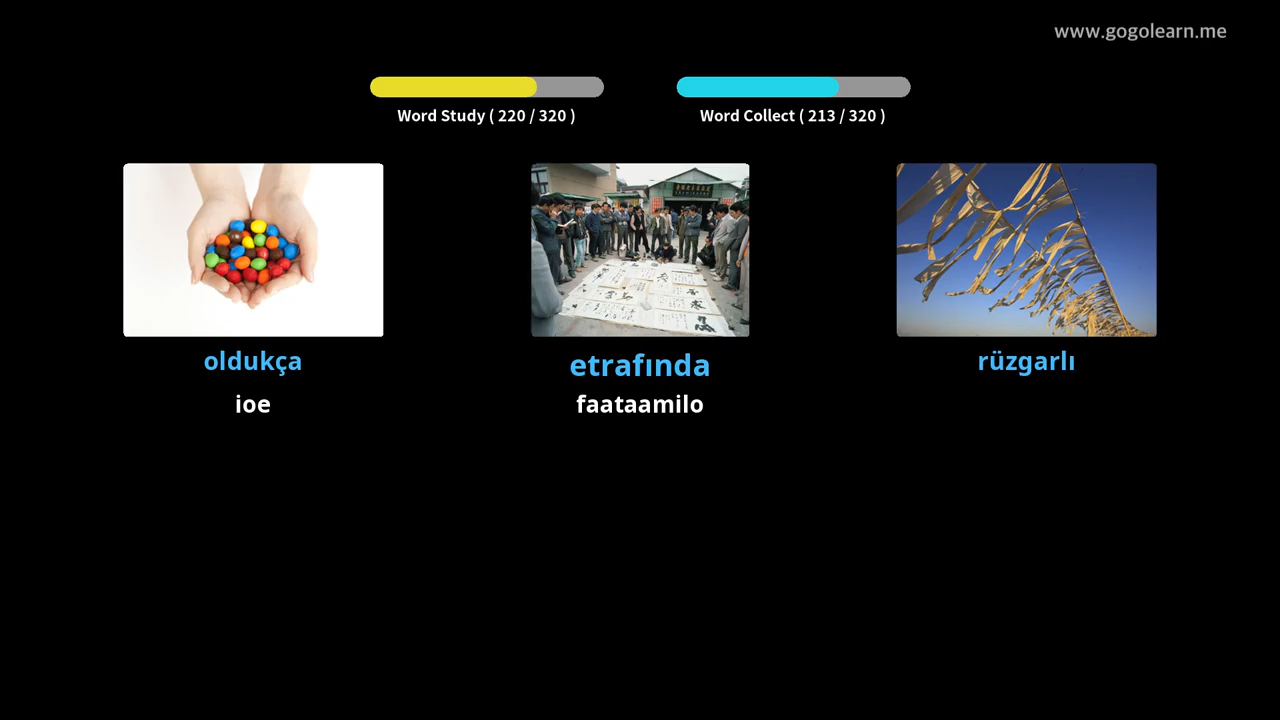 www.gogolearn.me
Word Study ( 220 / 320 )
Word Collect ( 213 / 320 )
oldukça
etrafında
rüzgarlı
ioe
faataamilo